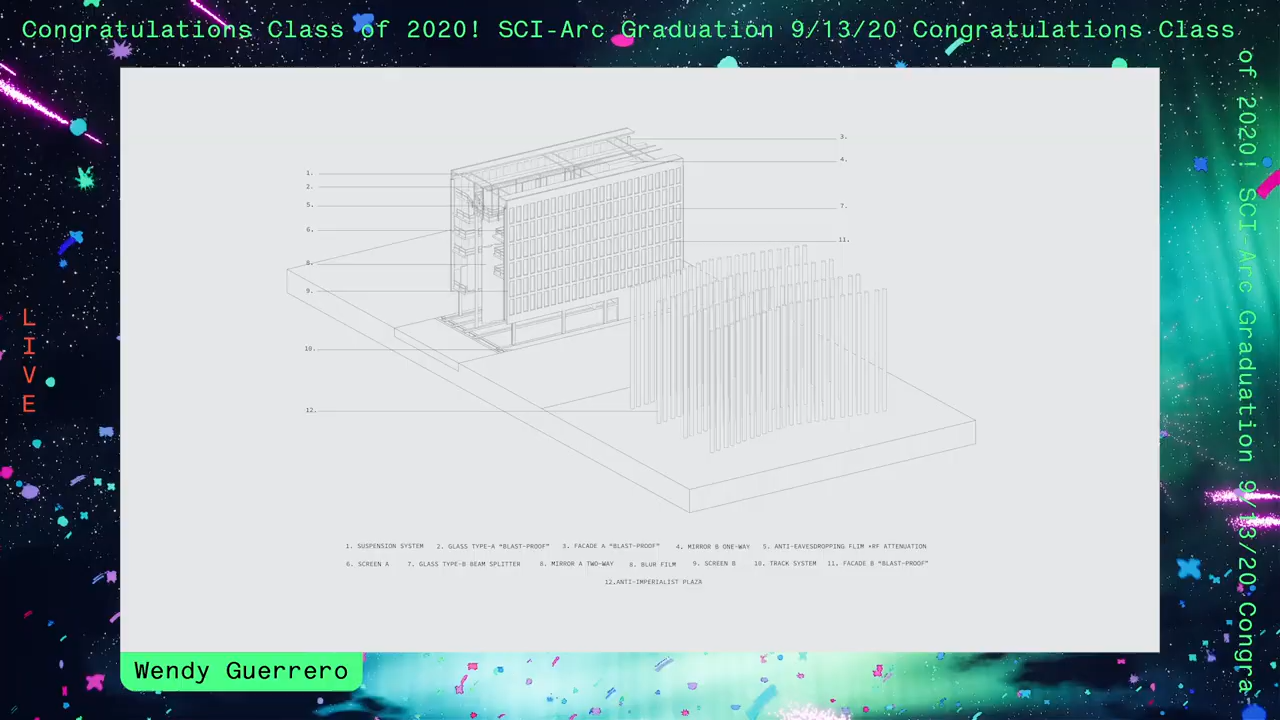 Congratulations Class of 2020! SCI-Arc Graduation 9/13/20 Congratulations Class
of 2020! SCI-Arc Graduation 9/13/20 Congra
LIVE
3.
4.
1.
2.
5.
7.
6.
11.
8.
9.
10.
12.
1. SUSPENSION SYSTEM 2. GLASS TYPE-A "BLAST-PROOF" 3. FACADE A "BLAST-PROOF" 4. MIRROR B ONE-WAY 5. ANTI-EAVESDROPPING FLIM +RF ATTENUATION
6. SCREEN A 7. GLASS TYPE-B BEAM SPLITTER 8. MIRROR A TWO-WAY 8. BLUR FILM 9. SCREEN B 10. TRACK SYSTEM 11. FACADE B "BLAST-PROOF"
12.ANTI-IMPERIALIST PLAZA
Wendy Guerrero